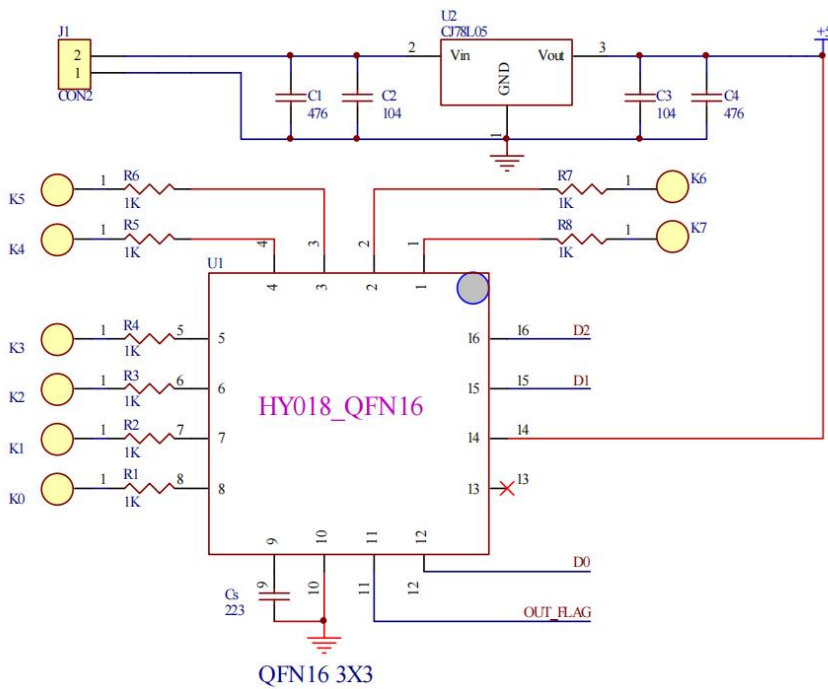 U2
CJ78L05
J1
2
1
CON2
2
Vin
Vout
GND
3
1
+5
C1
476
C2
104
C3
104
C4
476
K5
1
R6
1K
K4
1
R5
1K
R7
1K
1
K6
R8
1K
1
K7
4
3
2
1
U1
4
3
2
1
K3
1
R4
1K
5
5
K2
1
R3
1K
6
6
K1
1
R2
1K
7
7
K0
1
R1
1K
8
8
HY018_QFN16
16
16
D2
15
15
D1
14
14
13
13
9
10
11
12
9
10
11
12
D0
OUT_FLAG
Cs
223
QFN16 3X3